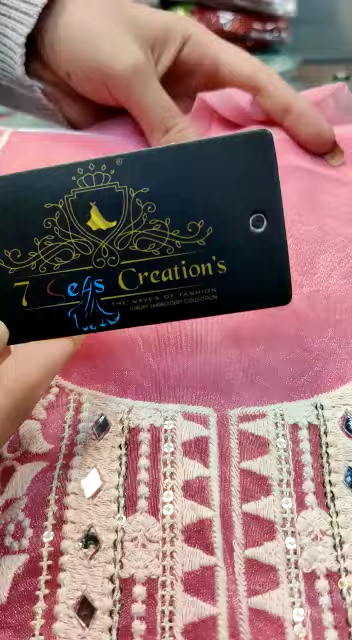 ®
7 SeAs Creation's
THE WAVES OF FASHION
LUXURY EMBROIDERY COLLECTION